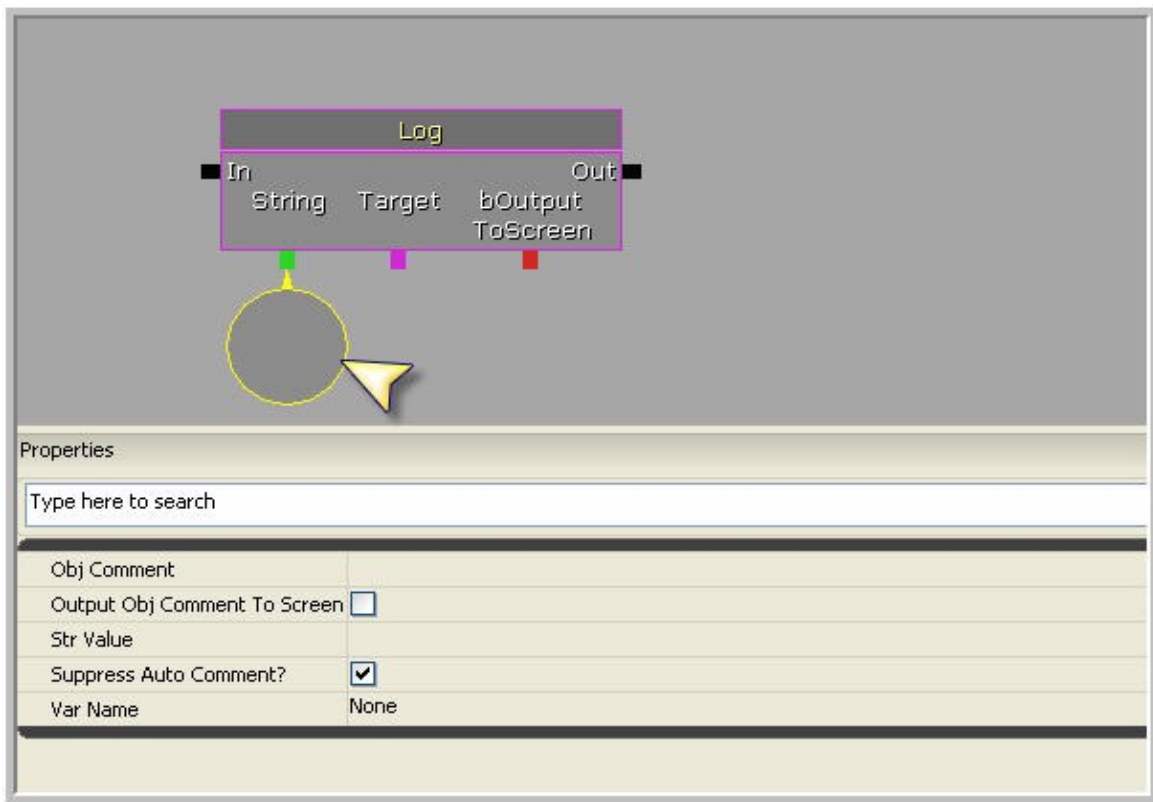 Log
In Out
String Target bOutput
ToScreen
Properties
Type here to search
Obj Comment
Output Obj Comment To Screen
Str Value
Suppress Auto Comment?
Var Name None